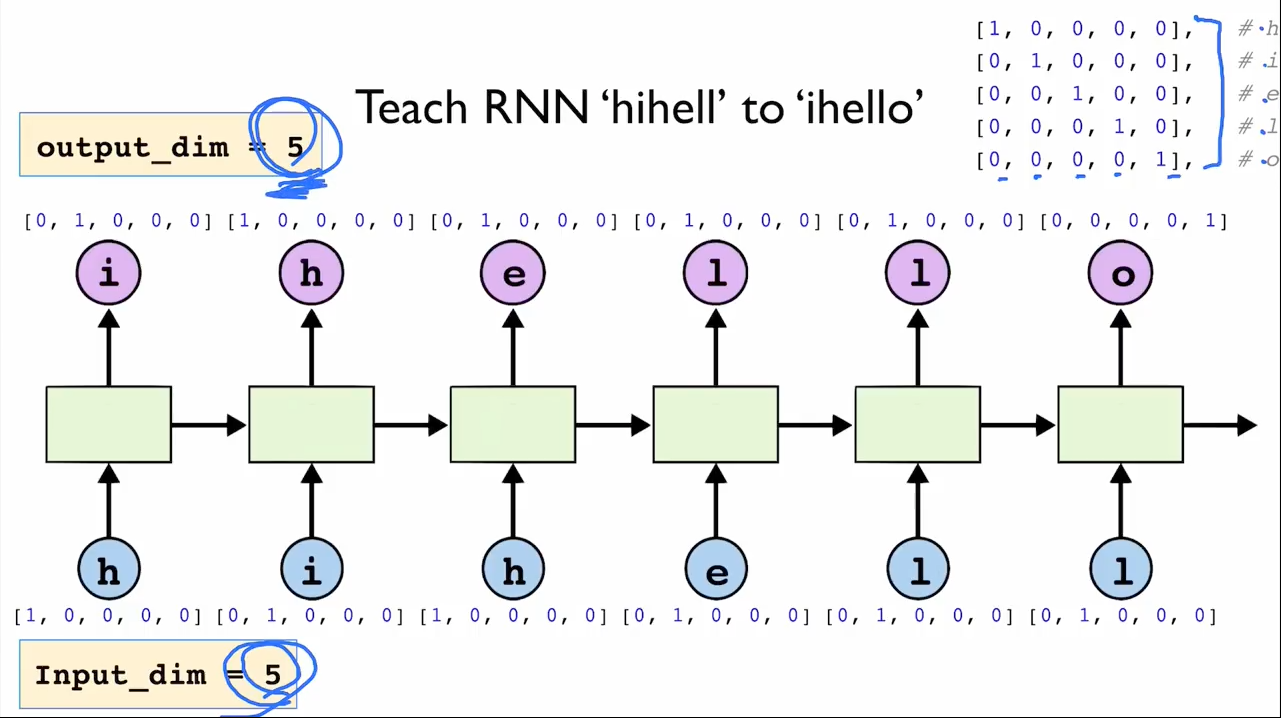 [1, 0, 0, 0, 0], # h
[0, 1, 0, 0, 0], # i
[0, 0, 1, 0, 0], # e
[0, 0, 0, 1, 0], # l
[0, 0, 0, 0, 1], # o
Teach RNN ‘hihell’ to ‘ihello’
output_dim = 5
[0, 1, 0, 0, 0] [1, 0, 0, 0, 0] [0, 1, 0, 0, 0] [0, 1, 0, 0, 0] [0, 1, 0, 0, 0] [0, 0, 0, 0, 1]
i h e l l o
h i h e l l
[1, 0, 0, 0, 0] [0, 1, 0, 0, 0] [1, 0, 0, 0, 0] [0, 1, 0, 0, 0] [0, 1, 0, 0, 0] [0, 1, 0, 0, 0]
Input_dim = 5